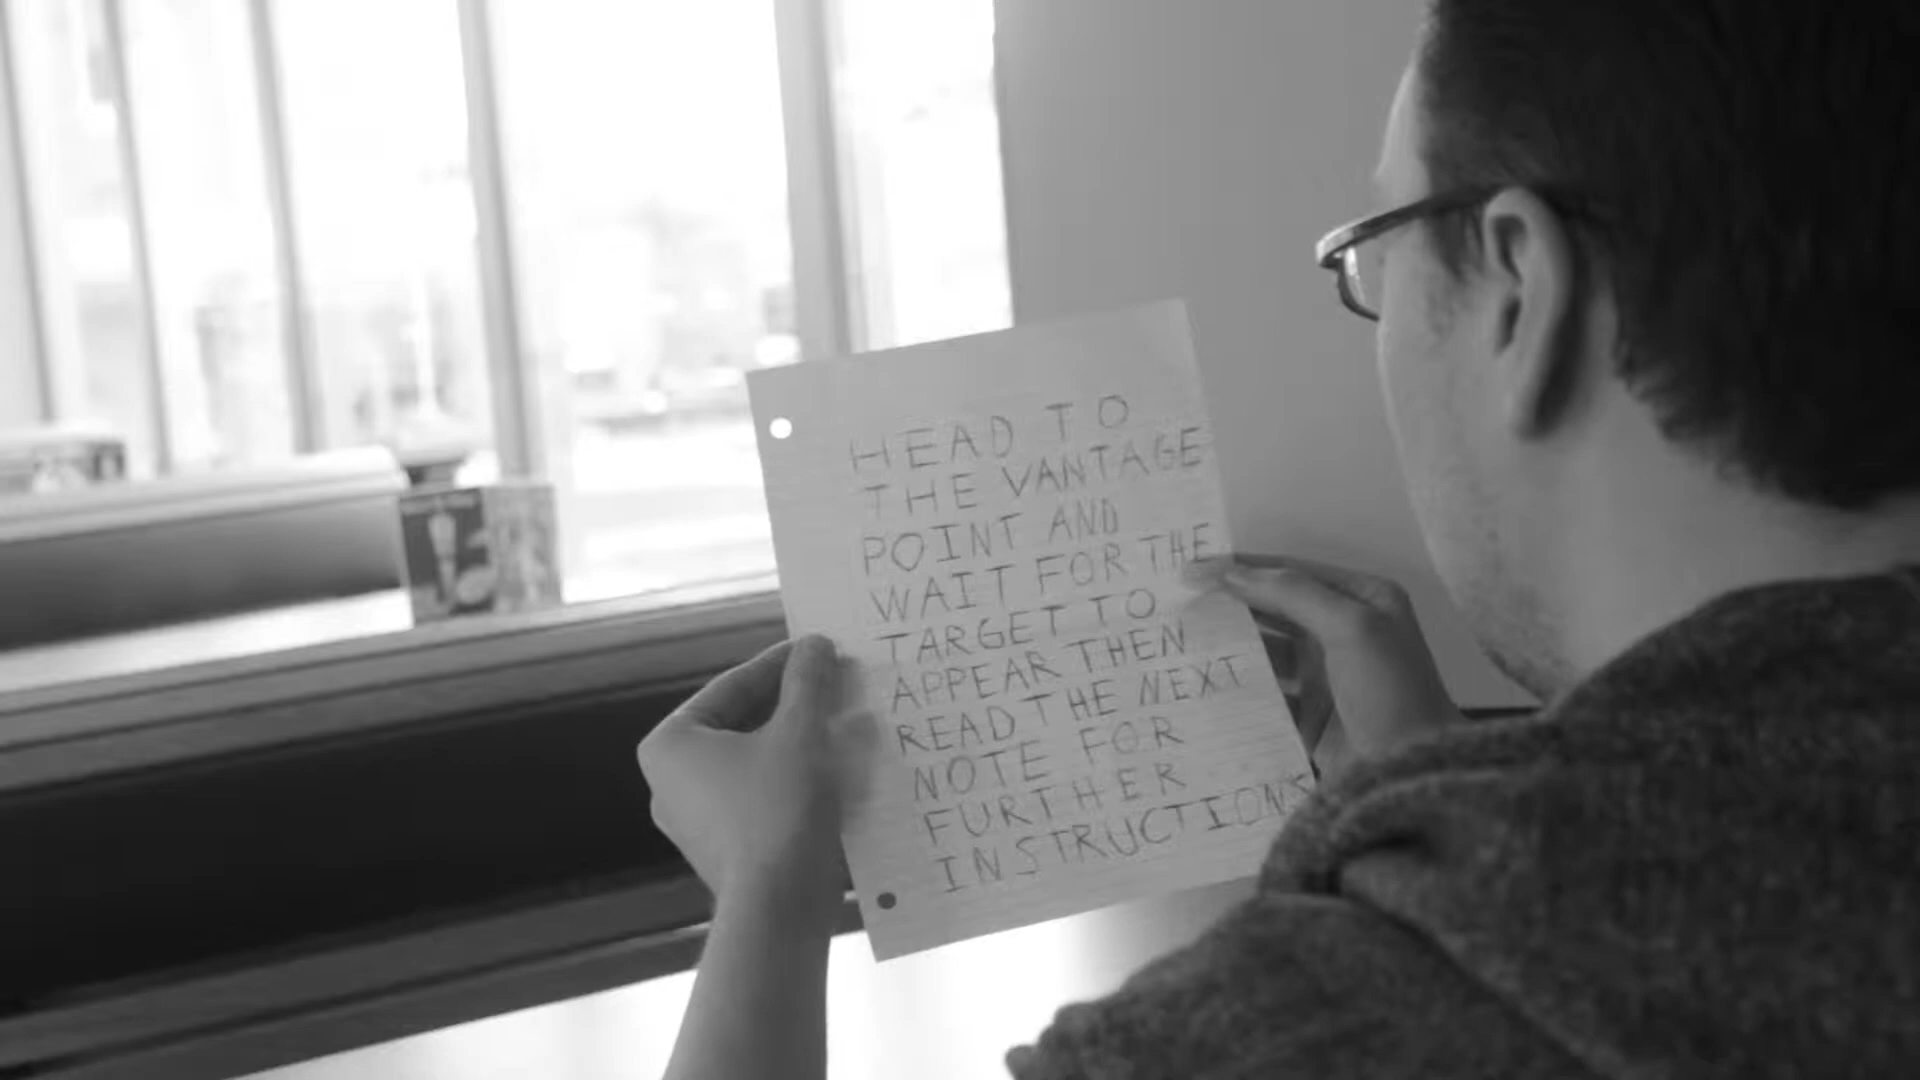 HEAD TO
THE VANTAGE
POINT AND
WAIT FOR THE
TARGET TO
APPEAR THEN
READ THE NEXT
NOTE FOR
FURTHER
INSTRUCTIONS